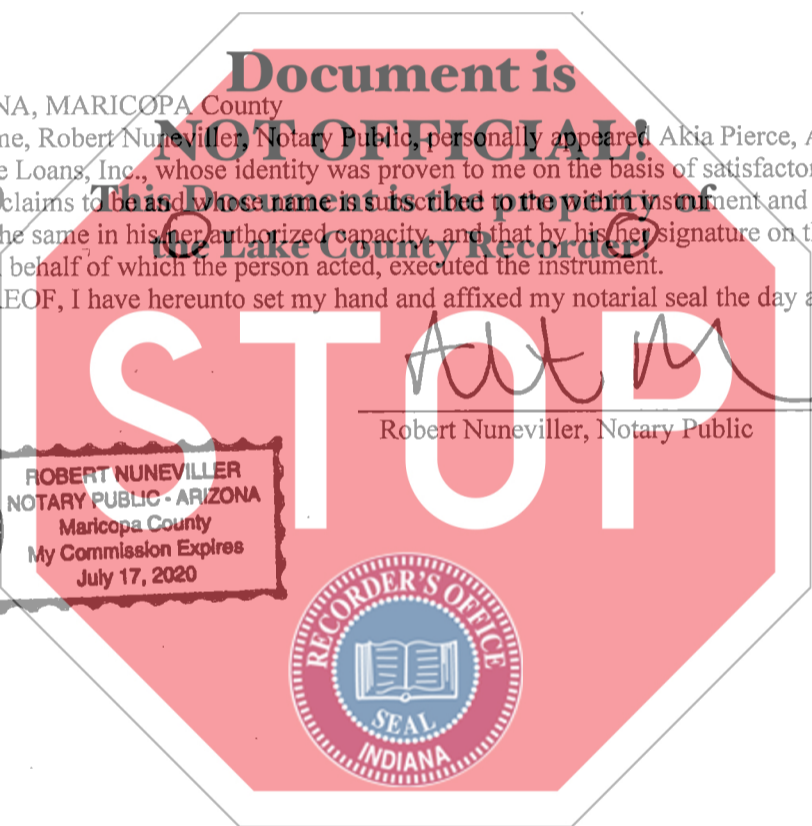 Document is
NA, MARICOPA County
NOT OFFICIAL!
me, Robert Nuneviller, Notary Public, personally appeared Akia Pierce, A
e Loans, Inc., whose identity was proven to me on the basis of satisfactor
This Document is the property of
claims to be and whose name is subscribed to the within instrument and
the Lake County Recorder!
he same in his/her authorized capacity, and that by his/her signature on t
behalf of which the person acted, executed the instrument.
EOF, I have hereunto set my hand and affixed my notarial seal the day a
STOP
Robert Nuneviller, Notary Public
ROBERT NUNEVILLER
NOTARY PUBLIC - ARIZONA
Maricopa County
My Commission Expires
July 17, 2020
RECORDER'S OFFICE
SEAL
INDIANA